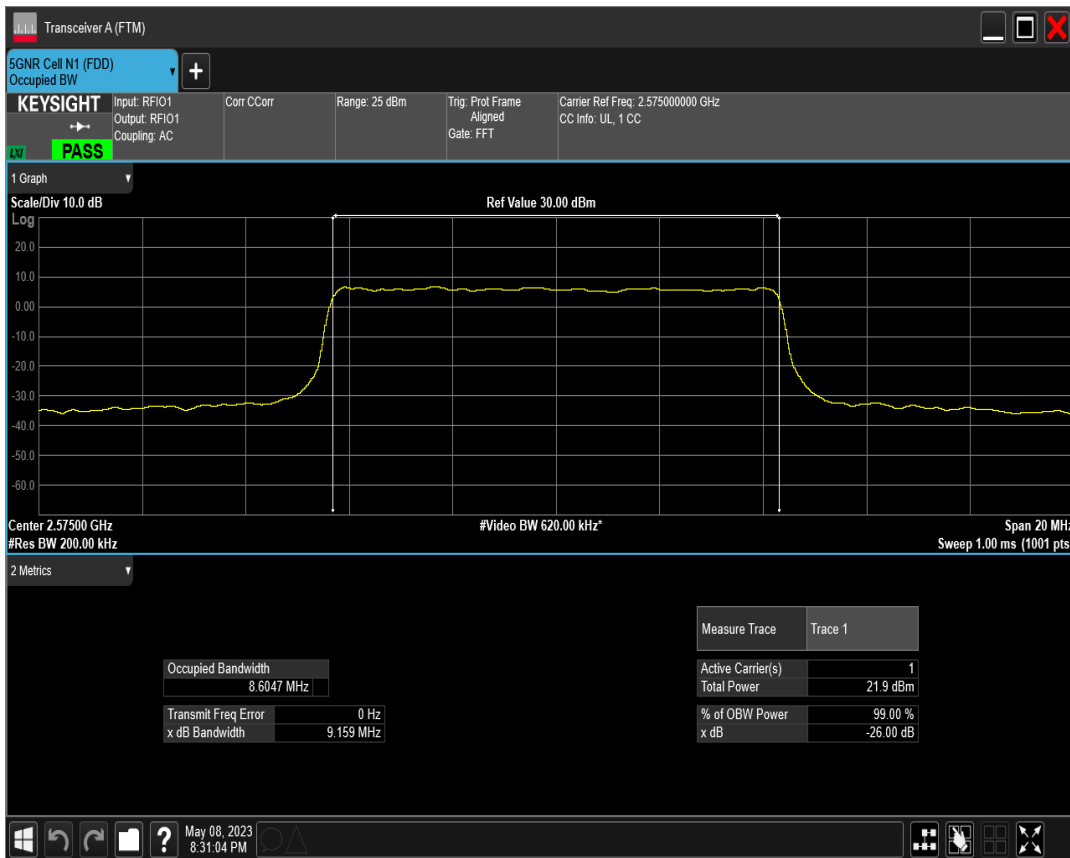 Transceiver A (FTM)
5GNR Cell N1 (FDD)
Occupied BW
+
KEYSIGHT
LXI
PASS
Input: RFIO1
Output: RFIO1
Coupling: AC
Corr CCorr
Range: 25 dBm
Trig: Prot Frame
Aligned
Gate: FFT
Carrier Ref Freq: 2.575000000 GHz
CC Info: UL, 1 CC
1 Graph
Scale/Div 10.0 dB
Ref Value 30.00 dBm
Log
20.0
10.0
0.00
-10.0
-20.0
-30.0
-40.0
-50.0
-60.0
Center 2.57500 GHz
#Video BW 620.00 kHz*
Span 20 MHz
#Res BW 200.00 kHz
Sweep 1.00 ms (1001 pts
2 Metrics
Measure Trace Trace 1
Occupied Bandwidth
8.6047 MHz
Active Carrier(s) 1
Total Power 21.9 dBm
Transmit Freq Error 0 Hz
x dB Bandwidth 9.159 MHz
% of OBW Power 99.00 %
x dB -26.00 dB
?
May 08, 2023
8:31:04 PM